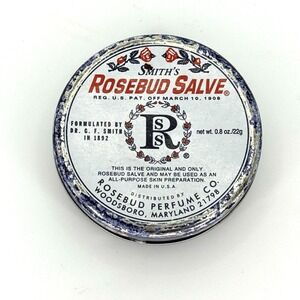 SMITH'S
ROSEBUD SALVE®
REG. U.S. PAT. OFF MARCH 10, 1908
FORMULATED BY
DR. G. F. SMITH
IN 1892
RSS
net wt. 0.8 oz./22g
THIS IS THE ORIGINAL AND ONLY
ROSEBUD SALVE AND MAY BE USED AS AN
ALL-PURPOSE SKIN PREPARATION.
MADE IN U.S.A.
DISTRIBUTED BY
ROSEBUD PERFUME CO.
WOODSBORO, MARYLAND 21798